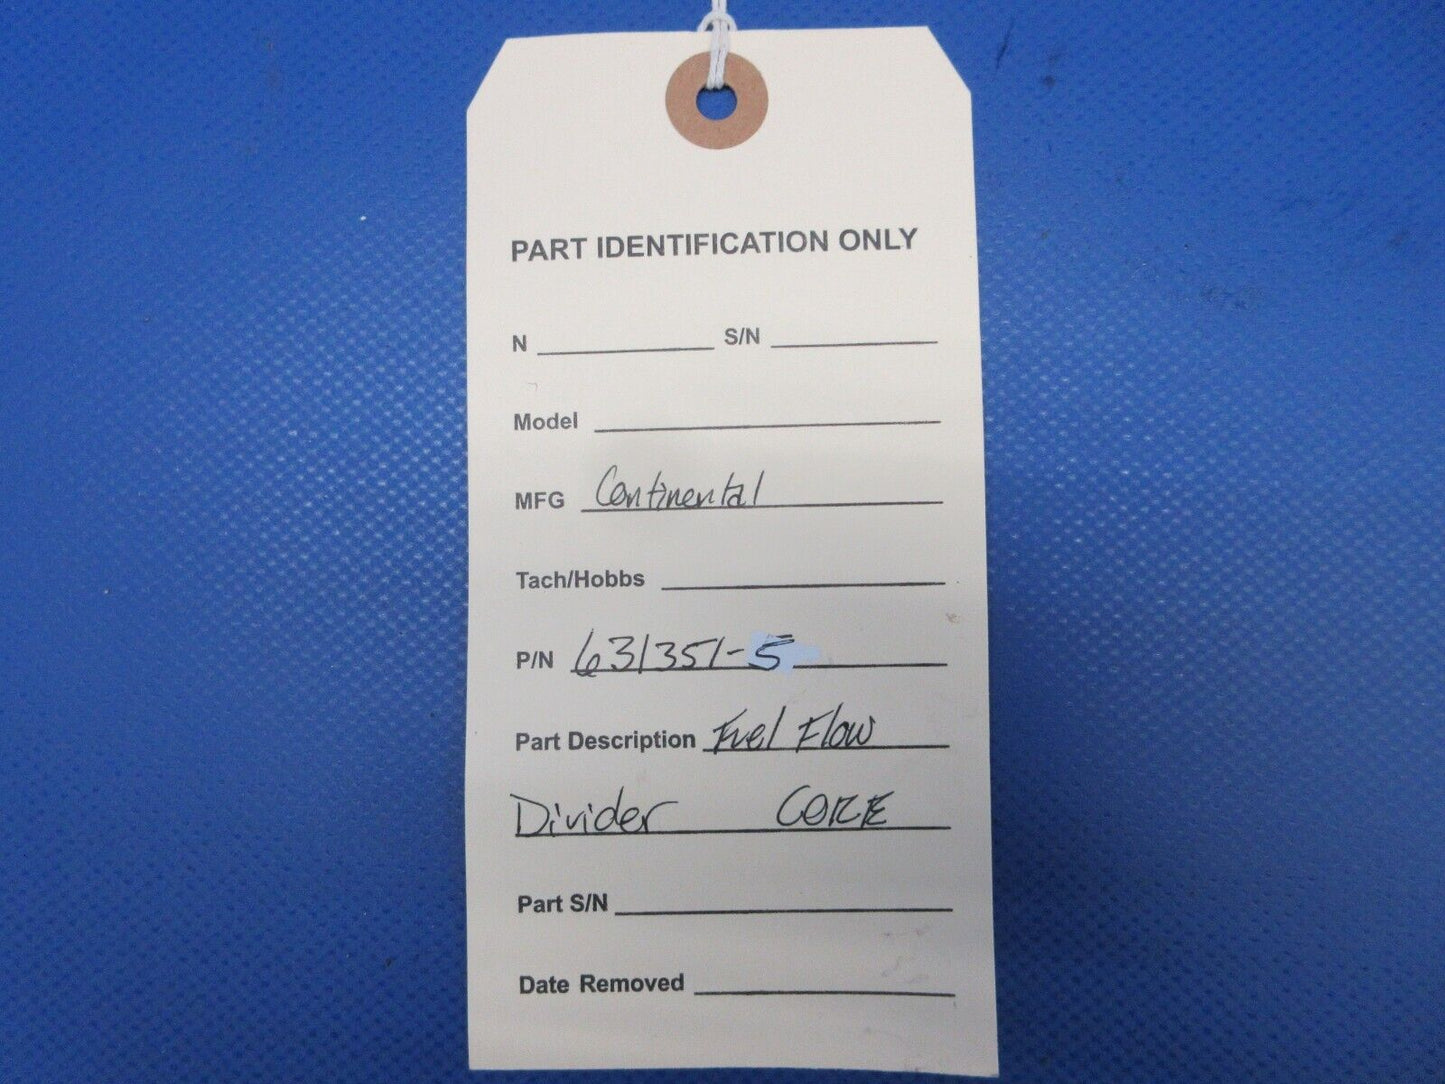 PART IDENTIFICATION ONLY
N S/N
Model
MFG Continental
Tach/Hobbs
P/N 631351-5
Part Description Fuel Flow
Divider CORE
Part S/N
Date Removed